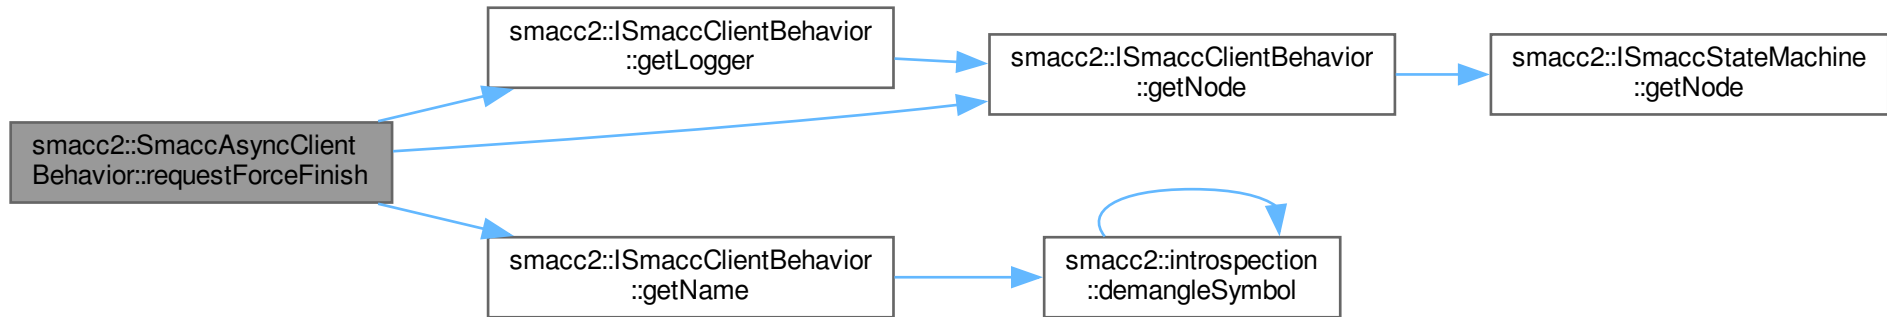 smacc2::SmaccAsyncClient
Behavior::requestForceFinish
smacc2::ISmaccClientBehavior
::getLogger
smacc2::ISmaccClientBehavior
::getNode
smacc2::ISmaccStateMachine
::getNode
smacc2::ISmaccClientBehavior
::getName
smacc2::introspection
::demangleSymbol